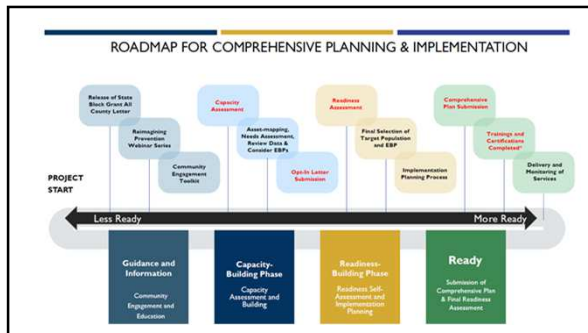 ROADMAP FOR COMPREHENSIVE PLANNING & IMPLEMENTATION
Release of State
Block Grant All
County Letter
Reimagining
Prevention
Webinar Series
Community
Engagement
Toolkit
Capacity
Assessment
Asset-mapping,
Needs Assessment,
Review Data &
Consider EBPs
Opt-In Letter
Submission
Readiness
Assessment
Final Selection of
Target Population
and EBP
Implementation
Planning Process
Comprehensive
Plan Submission
Trainings and
Certifications
Completed*
Delivery and
Monitoring of
Services
PROJECT
START
Less Ready
More Ready
Guidance and
Information
Community
Engagement and
Education
Capacity-
Building Phase
Capacity
Assessment and
Building
Readiness-
Building Phase
Readiness Self-
Assessment and
Implementation
Planning
Ready
Submission of
Comprehensive Plan
& Final Readiness
Assessment